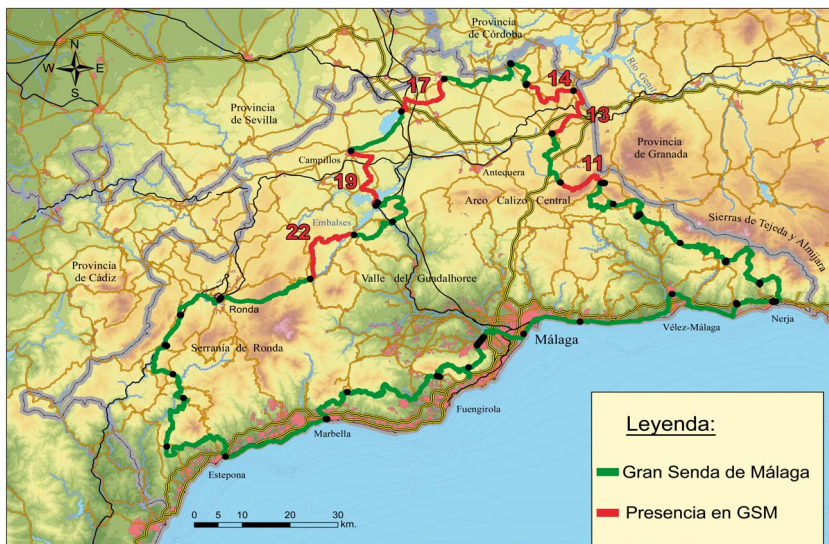 Provincia
de Córdoba
Río Genil
N
W E
S
17
14
Provincia
de Sevilla
13
Provincia
de Granada
Campillos
Antequera
11
19
Arco Calizo Central
Embalses
22
Sierras de Tejeda y Almijara
Provincia
de Cádiz
Valle del Guadalhorce
Ronda
Nerja
Vélez-Málaga
Málaga
Serranía de Ronda
Fuengirola
Marbella
Estepona
0 5 10 20 30
km.
Leyenda:
Gran Senda de Málaga
Presencia en GSM